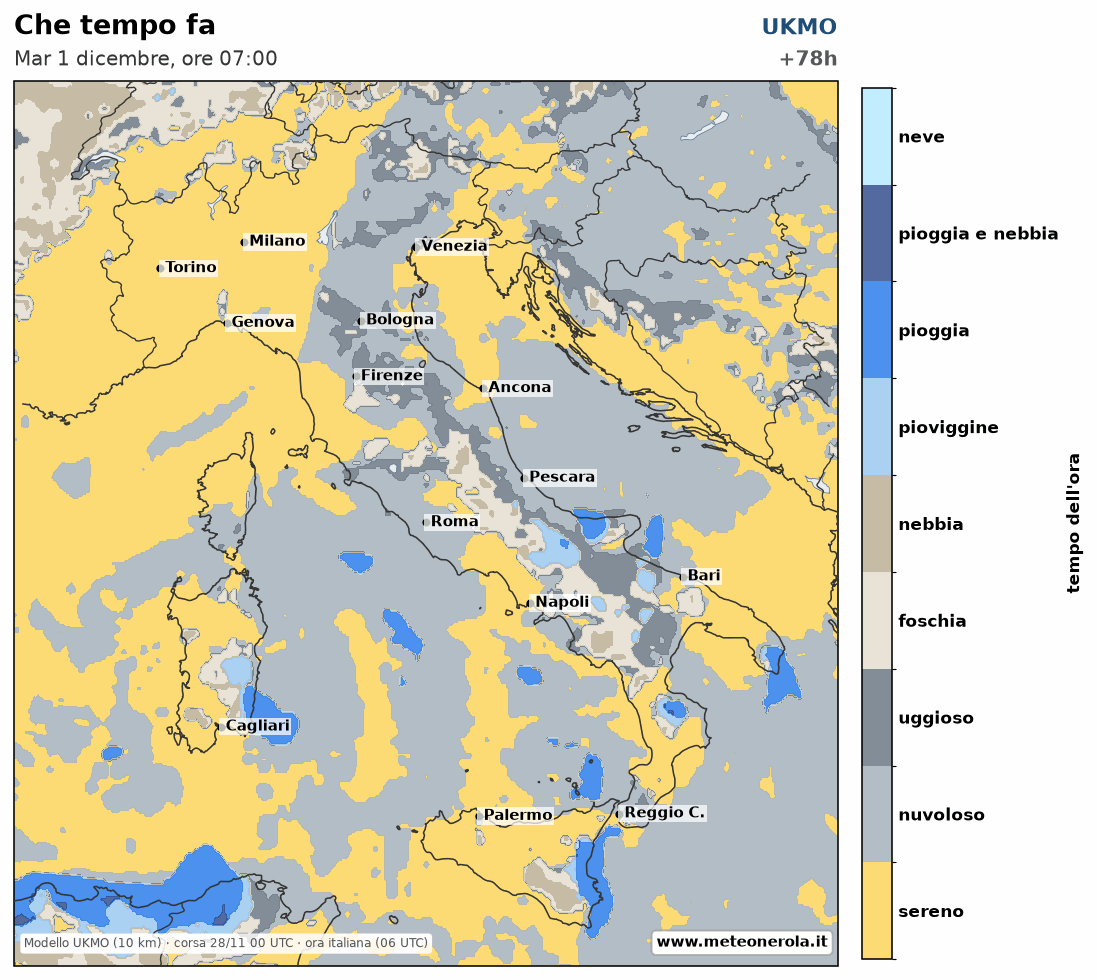 Che tempo fa
UKMO
Mar 1 dicembre, ore 07:00
+78h
neve
pioggia e nebbia
pioggia
pioviggine
nebbia
foschia
uggioso
nuvoloso
sereno
tempo dell'ora
Milano
Venezia
Torino
Genova
Bologna
Firenze
Ancona
Pescara
Roma
Bari
Napoli
Cagliari
Palermo
Reggio C.
Modello UKMO (10 km) · corsa 28/11 00 UTC · ora italiana (06 UTC)
www.meteonerola.it